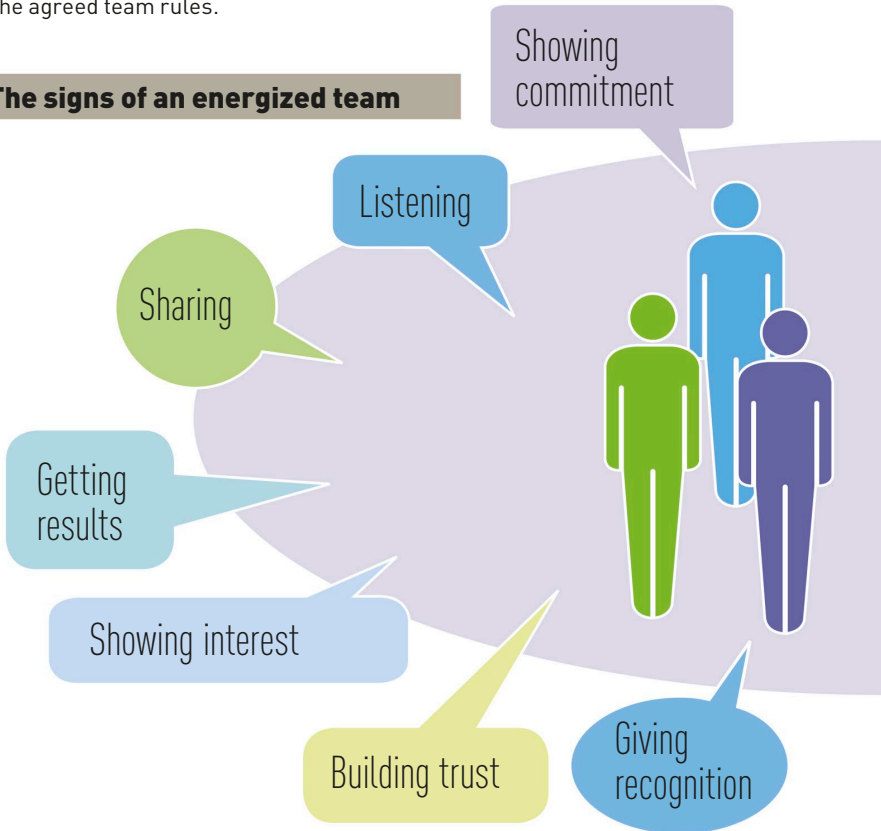 the agreed team rules.
The signs of an energized team
Showing
commitment
Listening
Sharing
Getting
results
Showing interest
Building trust
Giving
recognition